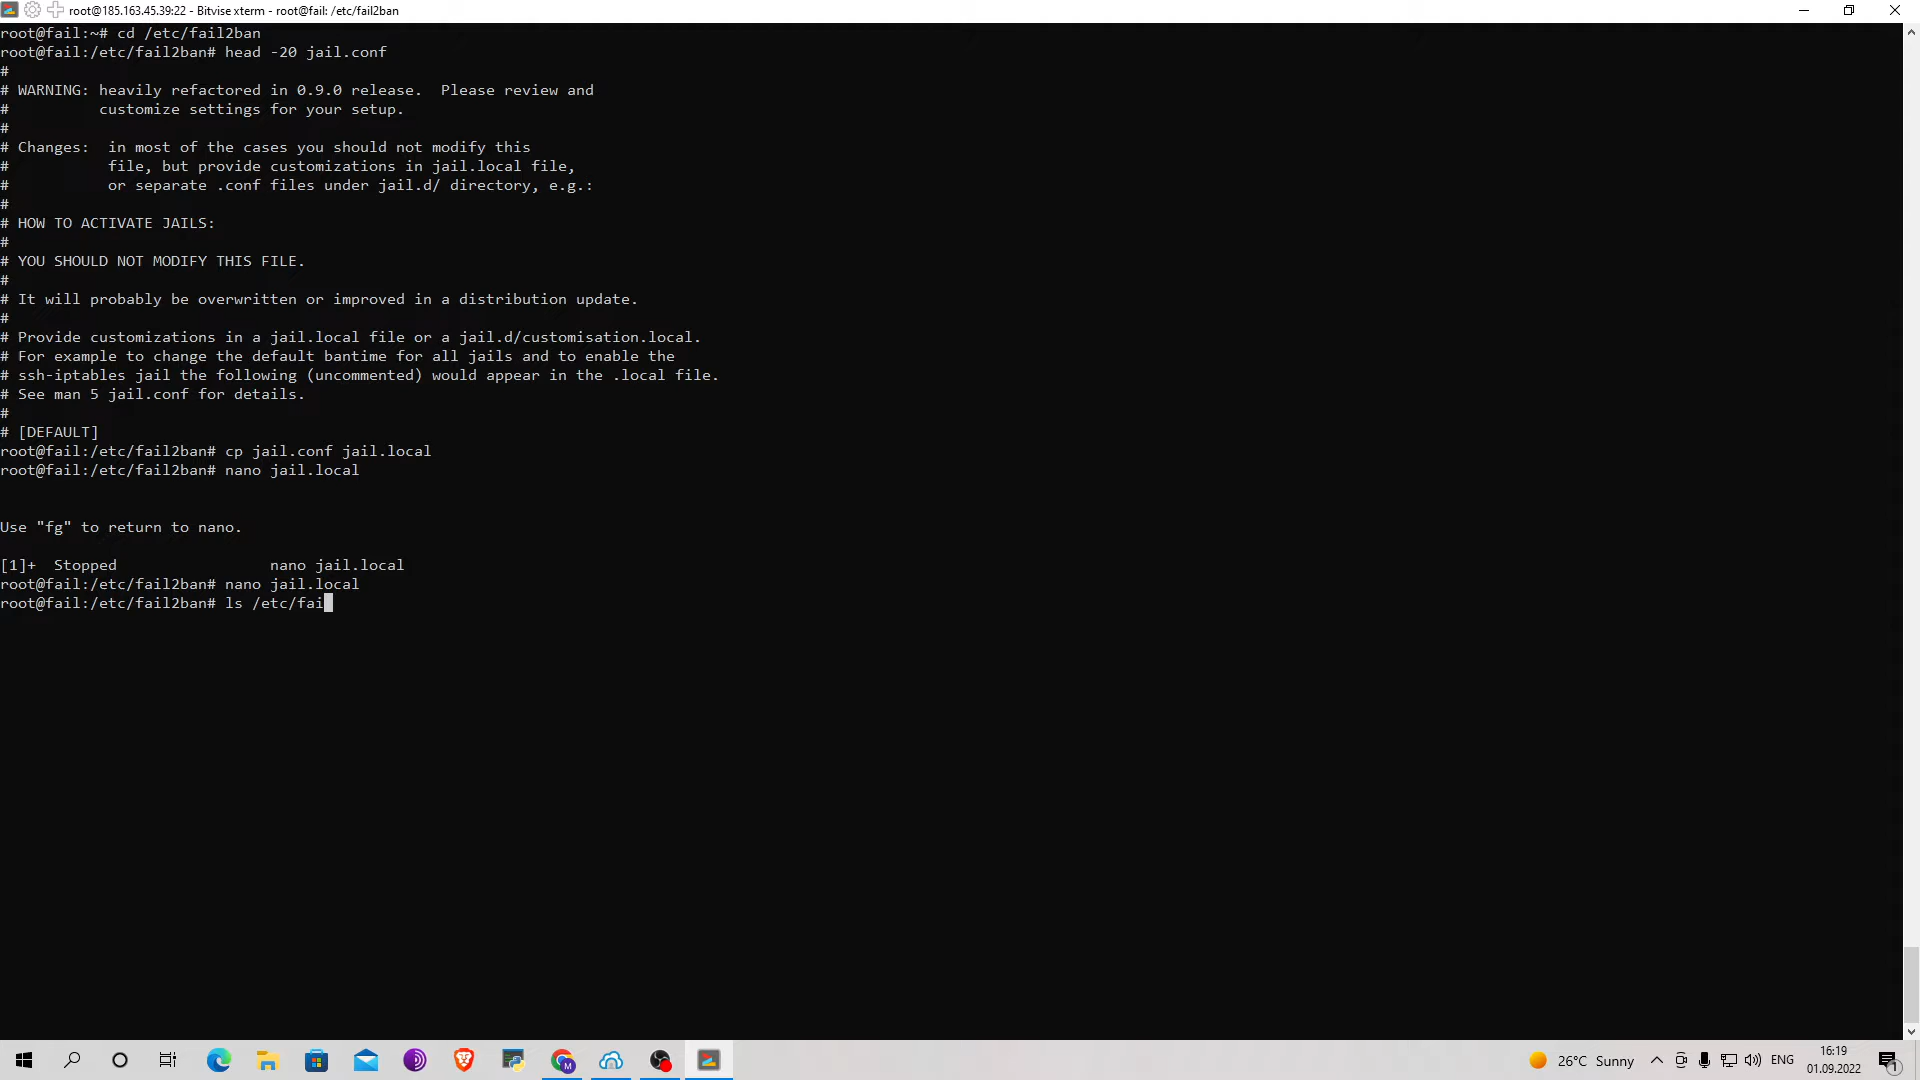 root@185.163.45.39:22 - Bitvise xterm - root@fail: /etc/fail2ban
root@fail:~# cd /etc/fail2ban
root@fail:/etc/fail2ban# head -20 jail.conf
#
# WARNING: heavily refactored in 0.9.0 release.  Please review and
#          customize settings for your setup.
#
# Changes:  in most of the cases you should not modify this
#           file, but provide customizations in jail.local file,
#           or separate .conf files under jail.d/ directory, e.g.:
#
# HOW TO ACTIVATE JAILS:
#
# YOU SHOULD NOT MODIFY THIS FILE.
#
# It will probably be overwritten or improved in a distribution update.
#
# Provide customizations in a jail.local file or a jail.d/customisation.local.
# For example to change the default bantime for all jails and to enable the
# ssh-iptables jail the following (uncommented) would appear in the .local file.
# See man 5 jail.conf for details.
#
# [DEFAULT]
root@fail:/etc/fail2ban# cp jail.conf jail.local
root@fail:/etc/fail2ban# nano jail.local
Use "fg" to return to nano.
[1]+  Stopped                 nano jail.local
root@fail:/etc/fail2ban# nano jail.local
root@fail:/etc/fail2ban# ls /etc/fai
M
26°C  Sunny
ENG
16:19
01.09.2022
1